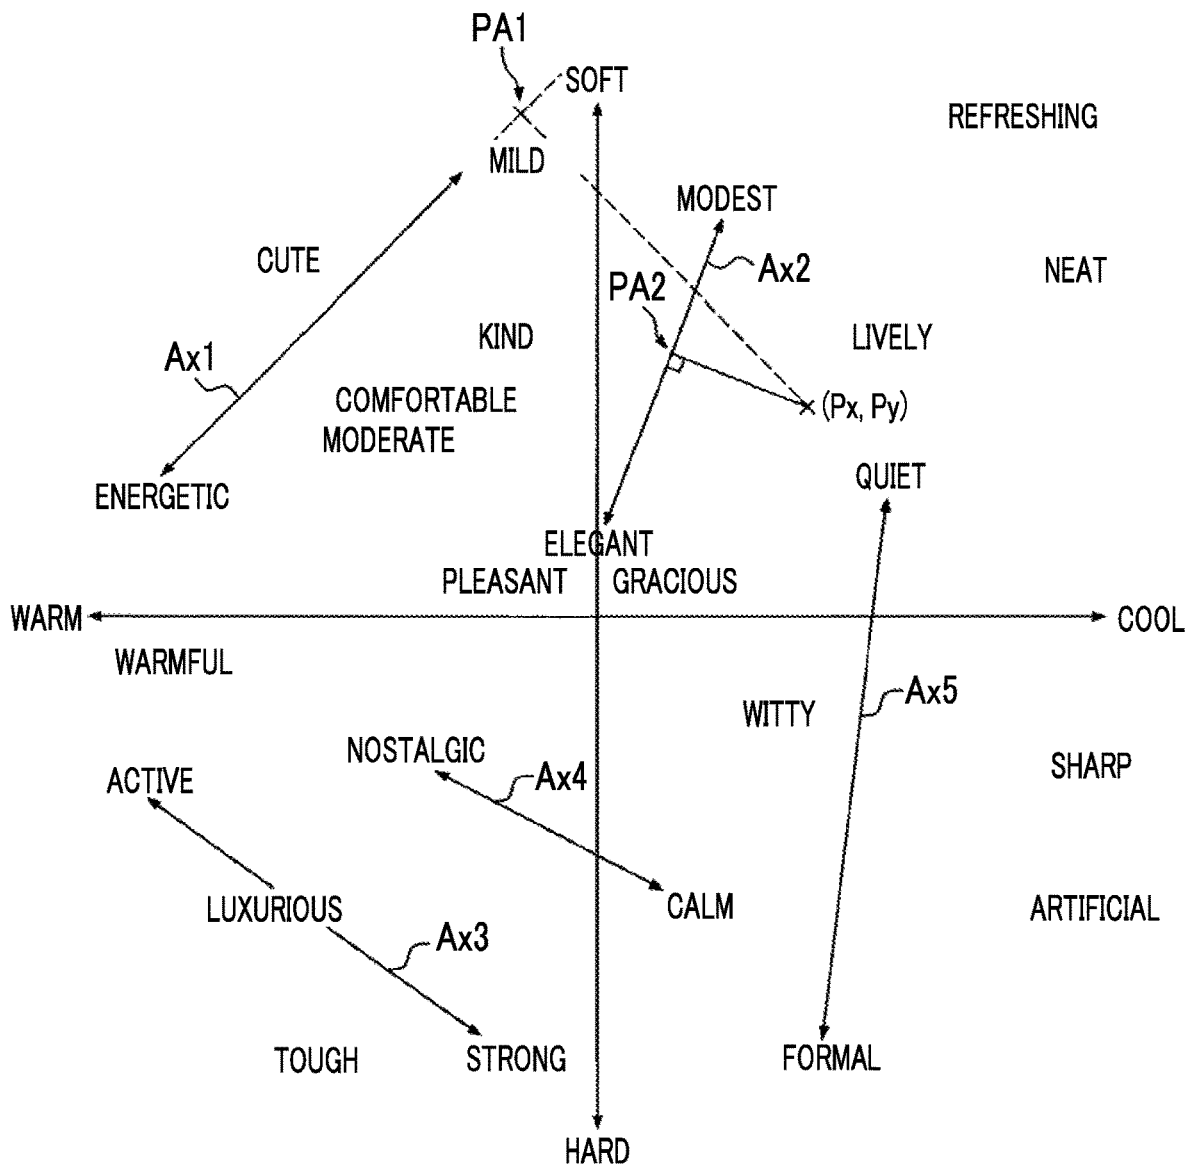 PA1
SOFT
REFRESHING
MILD
MODEST
CUTE
Ax2
NEAT
PA2
KIND
LIVELY
Ax1
COMFORTABLE
(Px, Py)
MODERATE
QUIET
ENERGETIC
ELEGANT
PLEASANT
GRACIOUS
WARM
COOL
WARMFUL
Ax5
WITTY
NOSTALGIC
SHARP
ACTIVE
Ax4
LUXURIOUS
CALM
ARTIFICIAL
Ax3
TOUGH
STRONG
FORMAL
HARD